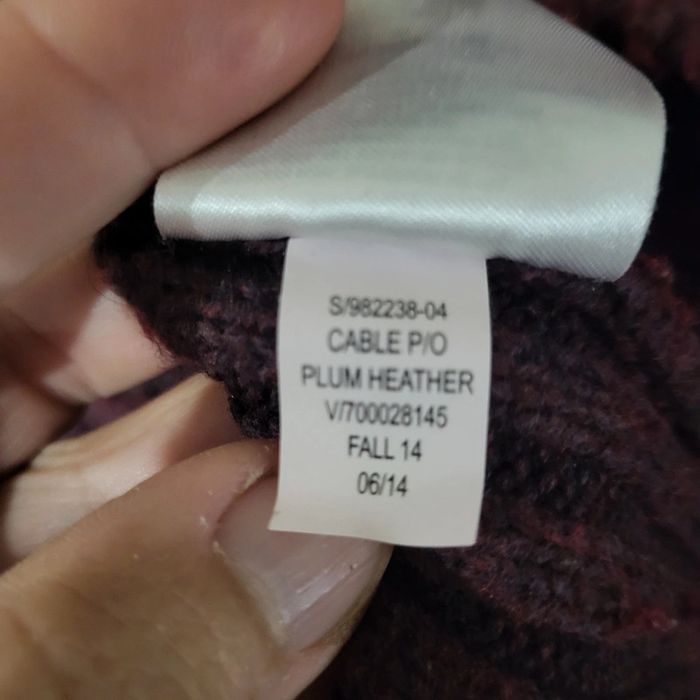 S/982238-04
CABLE P/O
PLUM HEATHER
V/700028145
FALL 14
06/14